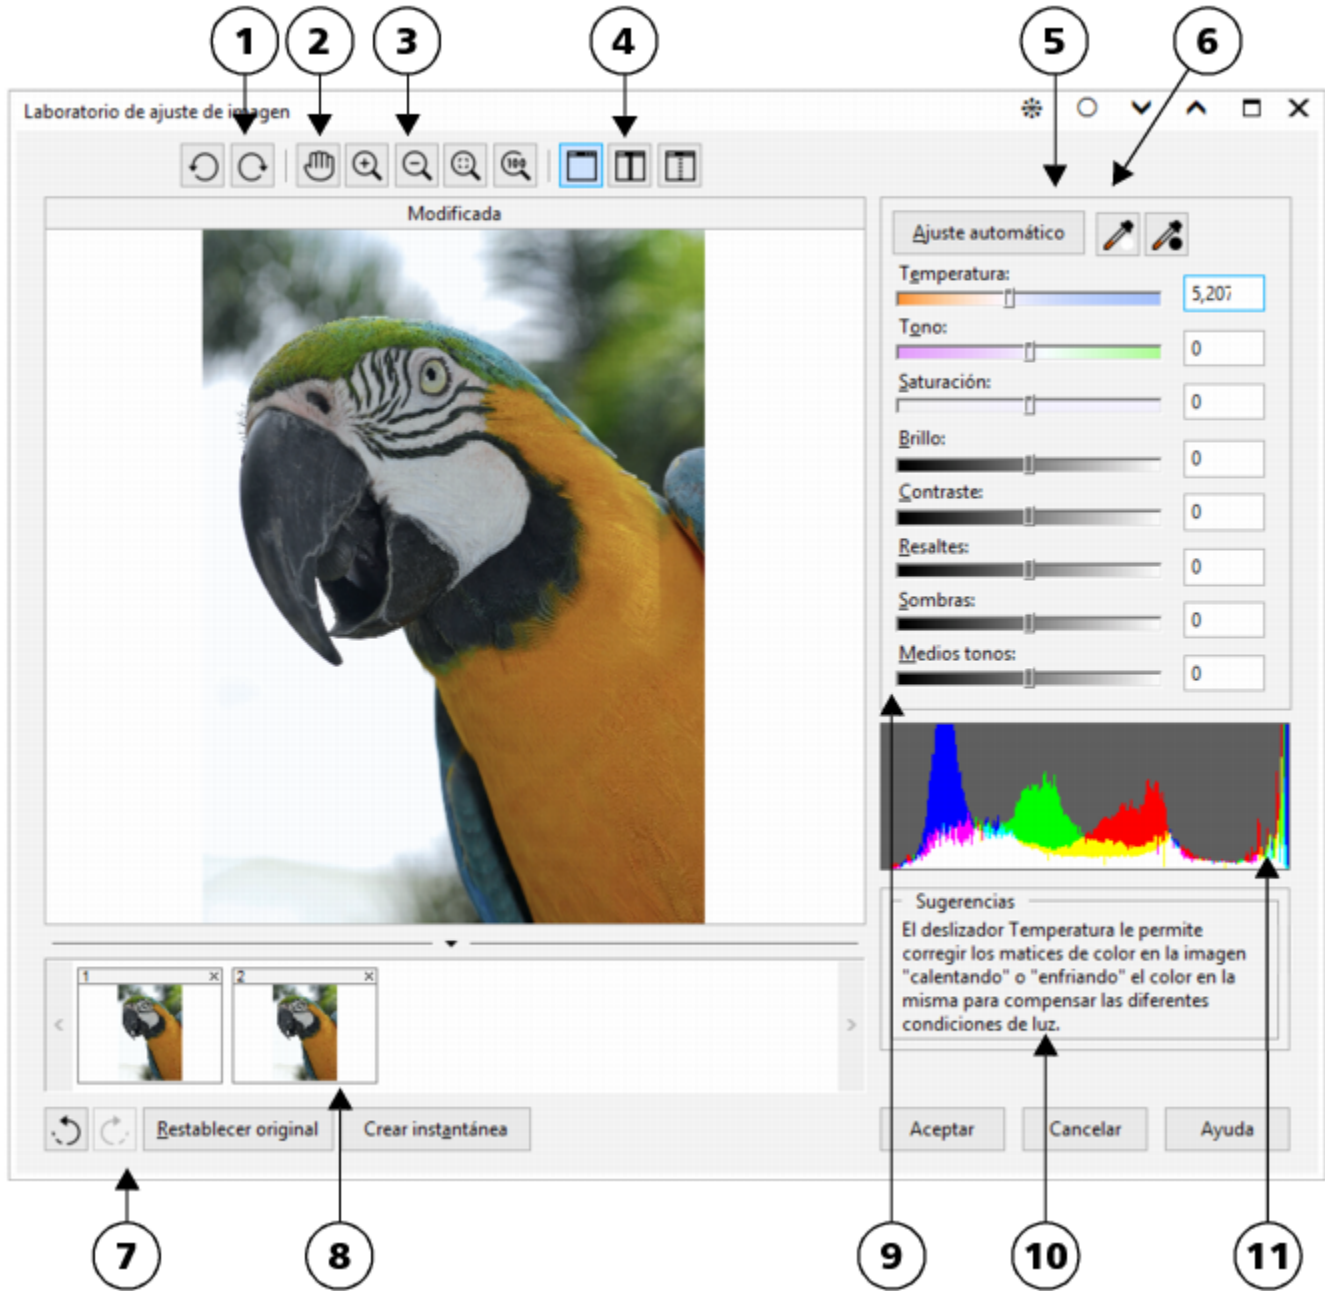 1 2 3 4 5 6
Laboratorio de ajuste de imagen
100
Modificada
Ajuste automático
Temperatura:
5,207
Tono:
0
Saturación:
0
Brillo:
0
Contraste:
0
Resaltes:
0
Sombras:
0
Medios tonos:
0
Sugerencias
El deslizador Temperatura le permite
corregir los matices de color en la imagen
"calentando" o "enfriando" el color en la
misma para compensar las diferentes
condiciones de luz.
1 2
Restablecer original Crear instantánea
Aceptar Cancelar Ayuda
7 8 9 10 11